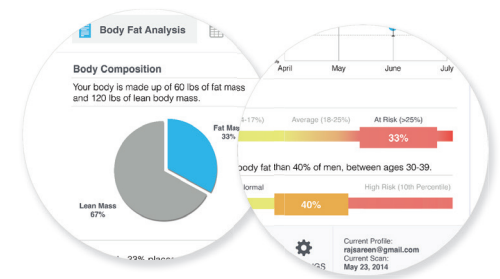 Body Fat Analysis
Body Composition
Your body is made up of 60 lbs of fat mass
and 120 lbs of lean body mass.
Fat Mass
33%
Lean Mass
67%
33%
April May June July
-17%) Average (18-25%) At Risk (>25%)
33%
body fat than 40% of men, between ages 30-39.
High Risk (10th Percentile)
40%
Current Profile:
rajsareen@gmail.com
Current Scan:
May 23, 2014